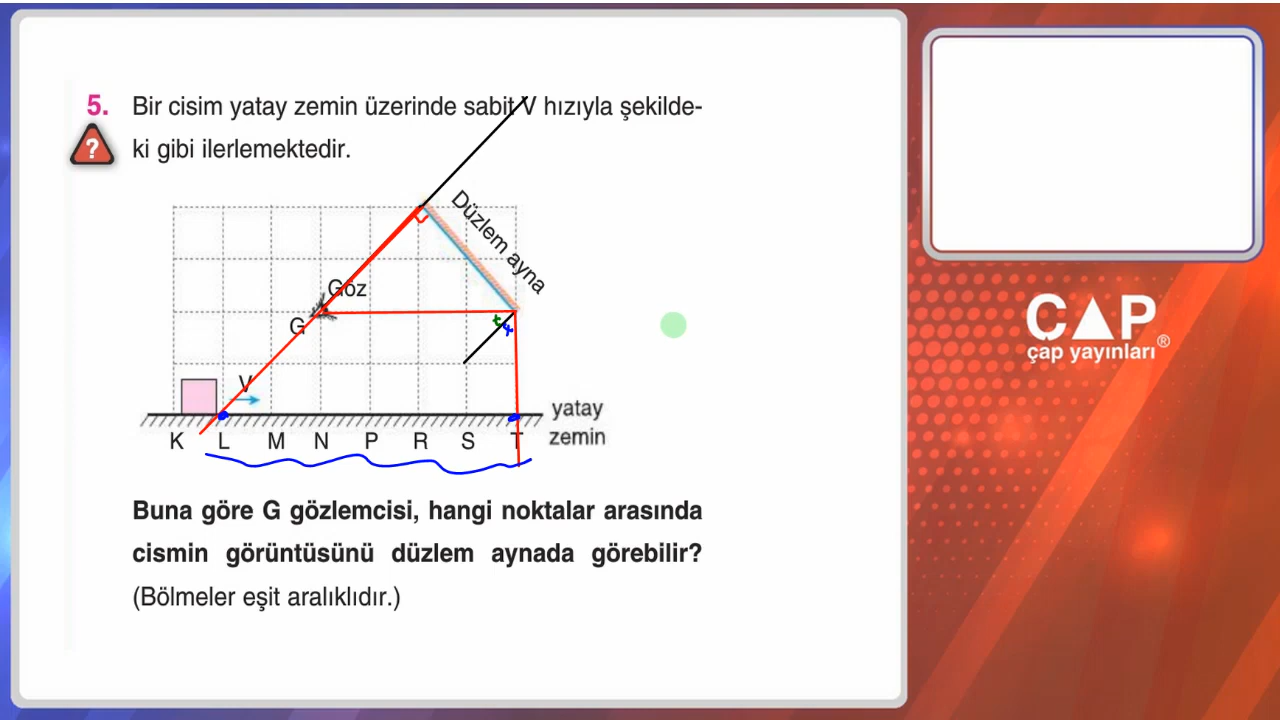 5. Bir cisim yatay zemin üzerinde sabit V hızıyla şekilde-
? ki gibi ilerlemektedir.
Düzlem ayna
Göz
G
V
yatay
K L M N P R S T zemin
Buna göre G gözlemcisi, hangi noktalar arasında
cismin görüntüsünü düzlem aynada görebilir?
(Bölmeler eşit aralıklıdır.)
ÇAP
çap yayınları®